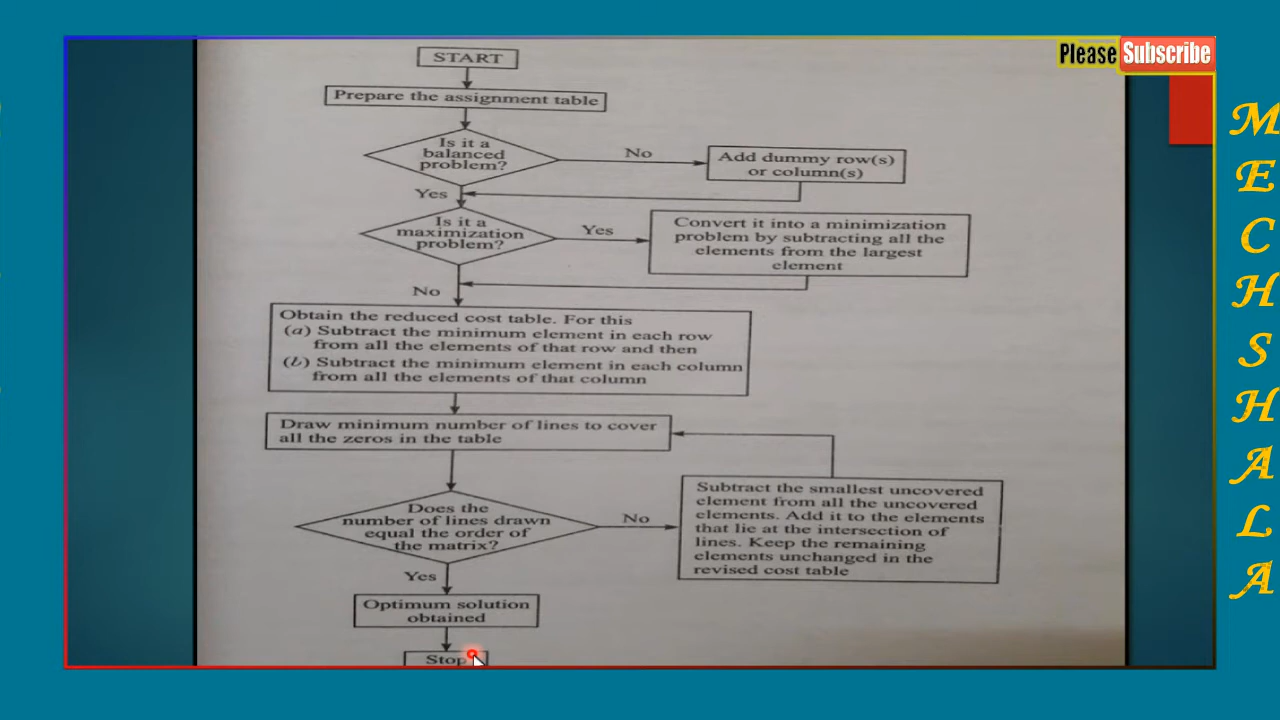 Please Subscribe
START
Prepare the assignment table
Is it a
balanced
problem?
No
Add dummy row(s)
or column(s)
Yes
Is it a
maximization
problem?
Yes
Convert it into a minimization
problem by subtracting all the
elements from the largest
element
No
Obtain the reduced cost table. For this
(a) Subtract the minimum element in each row
from all the elements of that row and then
(b) Subtract the minimum element in each column
from all the elements of that column
Draw minimum number of lines to cover
all the zeros in the table
Does the
number of lines drawn
equal the order of
the matrix?
No
Subtract the smallest uncovered
element from all the uncovered
elements. Add it to the elements
that lie at the intersection of
lines. Keep the remaining
elements unchanged in the
revised cost table
Yes
Optimum solution
obtained
Stop
M
E
C
H
S
H
A
L
A